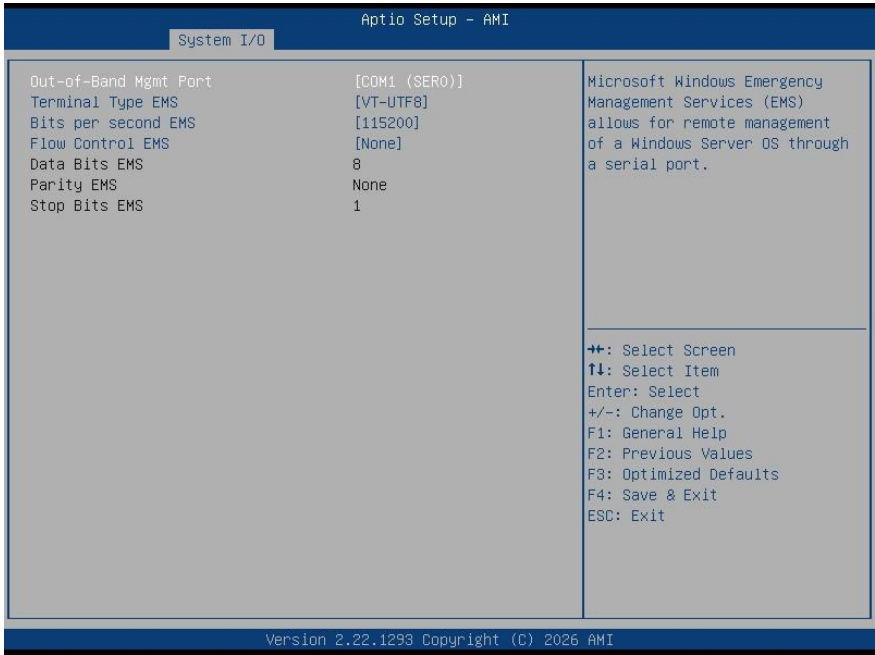 Aptio Setup – AMI
System I/O
Out-of-Band Mgmt Port [COM1 (SER0)]
Terminal Type EMS [VT-UTF8]
Bits per second EMS [115200]
Flow Control EMS [None]
Data Bits EMS 8
Parity EMS None
Stop Bits EMS 1
Microsoft Windows Emergency
Management Services (EMS)
allows for remote management
of a Windows Server OS through
a serial port.
→←: Select Screen
↑↓: Select Item
Enter: Select
+/-: Change Opt.
F1: General Help
F2: Previous Values
F3: Optimized Defaults
F4: Save & Exit
ESC: Exit
Version 2.22.1293 Copyright (C) 2026 AMI